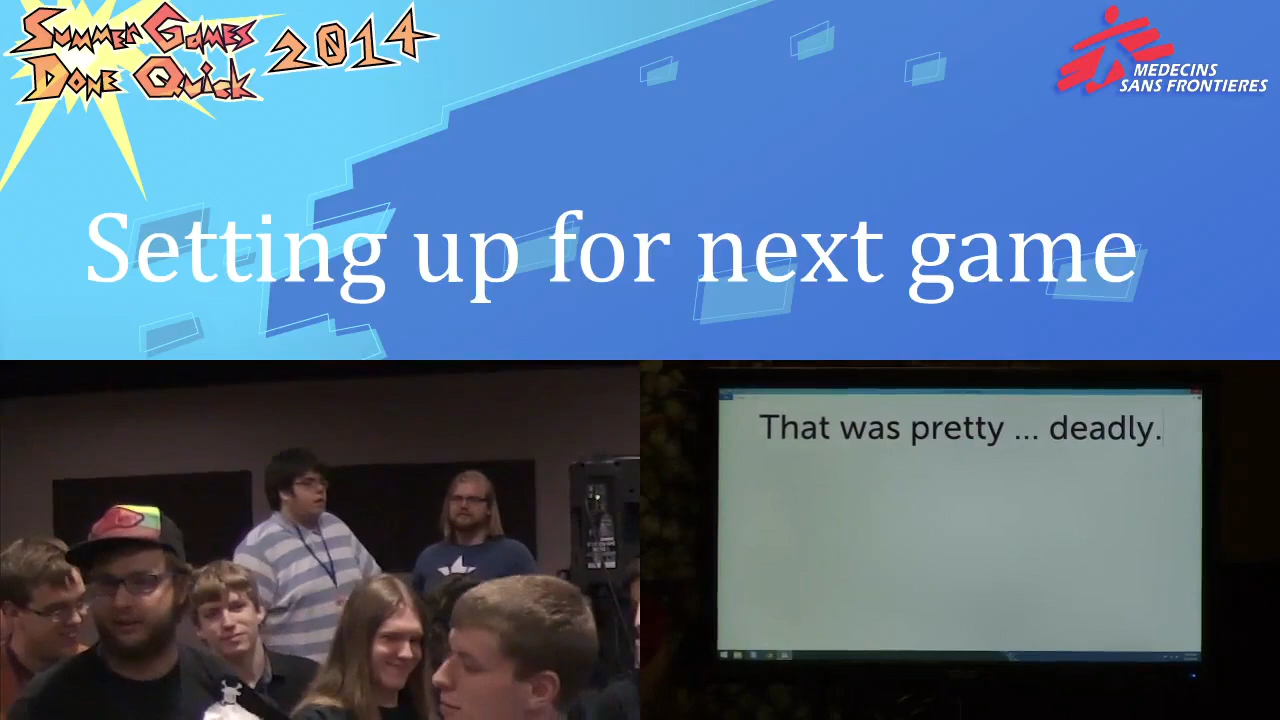 Summer Games
Done Quick 2014
MEDECINS
SANS FRONTIERES
Setting up for next game
That was pretty ... deadly.